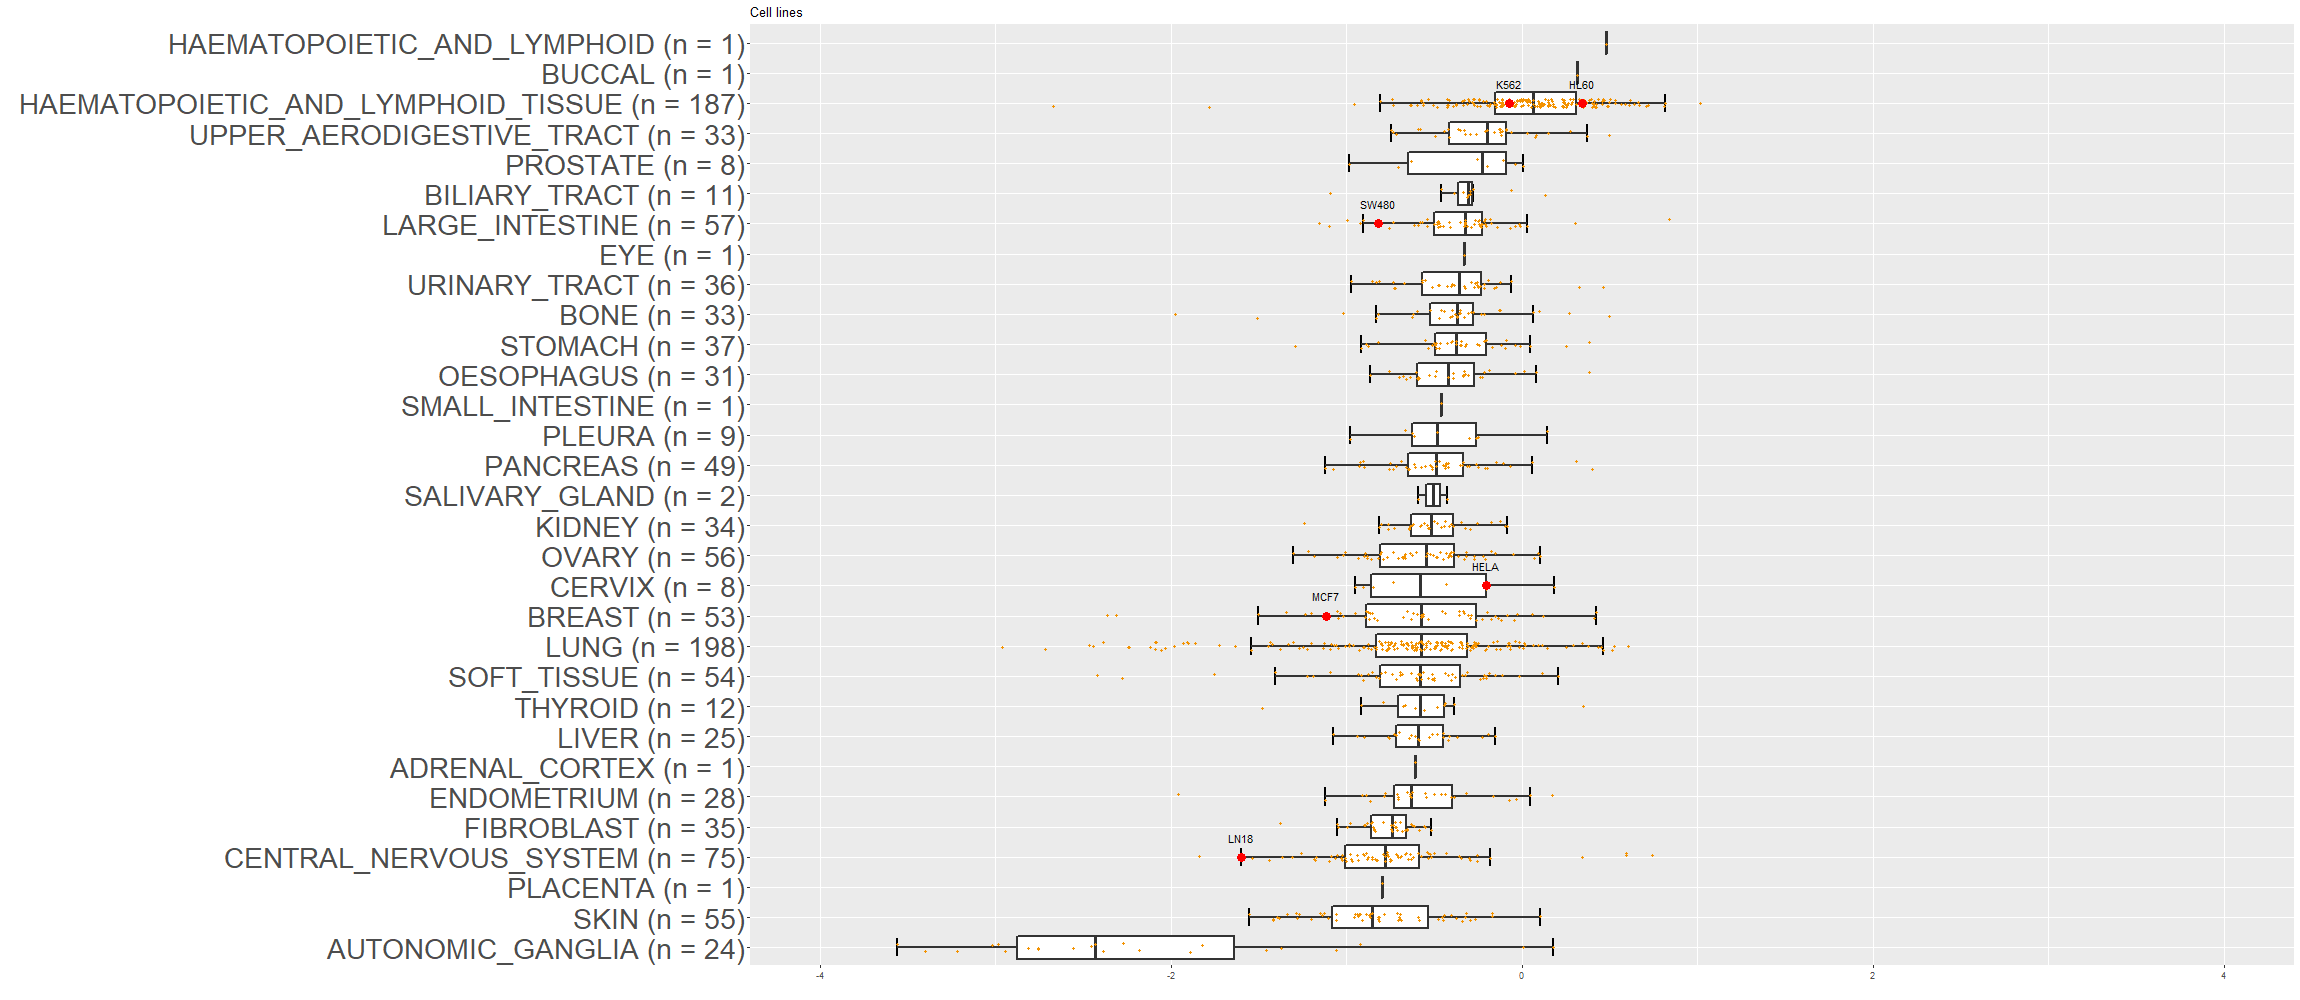 Cell lines
HAEMATOPOIETIC_AND_LYMPHOID (n = 1)
BUCCAL (n = 1)
K562 HL60
HAEMATOPOIETIC_AND_LYMPHOID_TISSUE (n = 187)
UPPER_AERODIGESTIVE_TRACT (n = 33)
PROSTATE (n = 8)
BILIARY_TRACT (n = 11)
SW480
LARGE_INTESTINE (n = 57)
EYE (n = 1)
URINARY_TRACT (n = 36)
BONE (n = 33)
STOMACH (n = 37)
OESOPHAGUS (n = 31)
SMALL_INTESTINE (n = 1)
PLEURA (n = 9)
PANCREAS (n = 49)
SALIVARY_GLAND (n = 2)
KIDNEY (n = 34)
OVARY (n = 56)
HELA
CERVIX (n = 8)
MCF7
BREAST (n = 53)
LUNG (n = 198)
SOFT_TISSUE (n = 54)
THYROID (n = 12)
LIVER (n = 25)
ADRENAL_CORTEX (n = 1)
ENDOMETRIUM (n = 28)
FIBROBLAST (n = 35)
LN18
CENTRAL_NERVOUS_SYSTEM (n = 75)
PLACENTA (n = 1)
SKIN (n = 55)
AUTONOMIC_GANGLIA (n = 24)
-4 -2 0 2 4